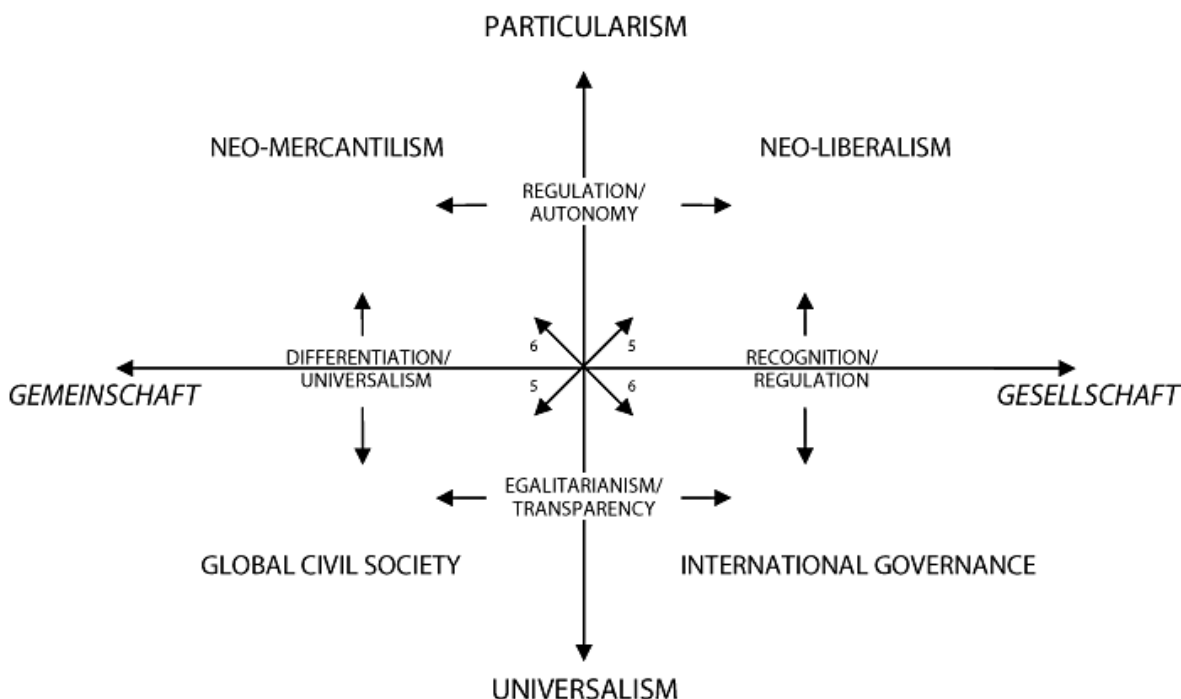 PARTICULARISM
NEO-MERCANTILISM
NEO-LIBERALISM
REGULATION/
AUTONOMY
6
5
DIFFERENTIATION/
UNIVERSALISM
RECOGNITION/
REGULATION
5
6
GEMEINSCHAFT
GESELLSCHAFT
EGALITARIANISM/
TRANSPARENCY
GLOBAL CIVIL SOCIETY
INTERNATIONAL GOVERNANCE
UNIVERSALISM